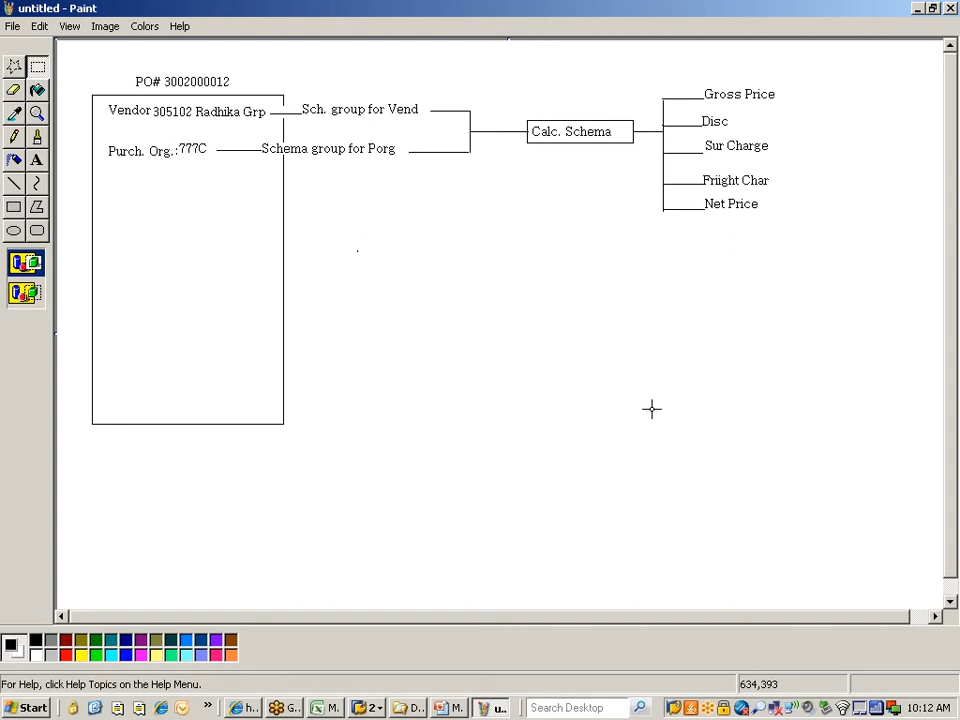 untitled - Paint
File Edit View Image Colors Help
PO# 3002000012
Vendor 305102 Radhika Grp
Sch. group for Vend
Purch. Org.:777C
Schema group for Porg
Calc. Schema
Gross Price
Disc
Sur Charge
Friight Char
Net Price
A
For Help, click Help Topics on the Help Menu.
634,393
Start
»
h...
G..
M.
2
D..
M.
u..
Search Desktop
10:12 AM